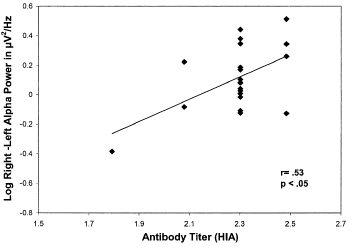 0.6
0.4
0.2
0
-0.2
-0.4
-0.6
-0.8
Log Right -Left Alpha Power in µV²/Hz
r= .53
p < .05
1.5 1.7 1.9 2.1 2.3 2.5 2.7
Antibody Titer (HIA)